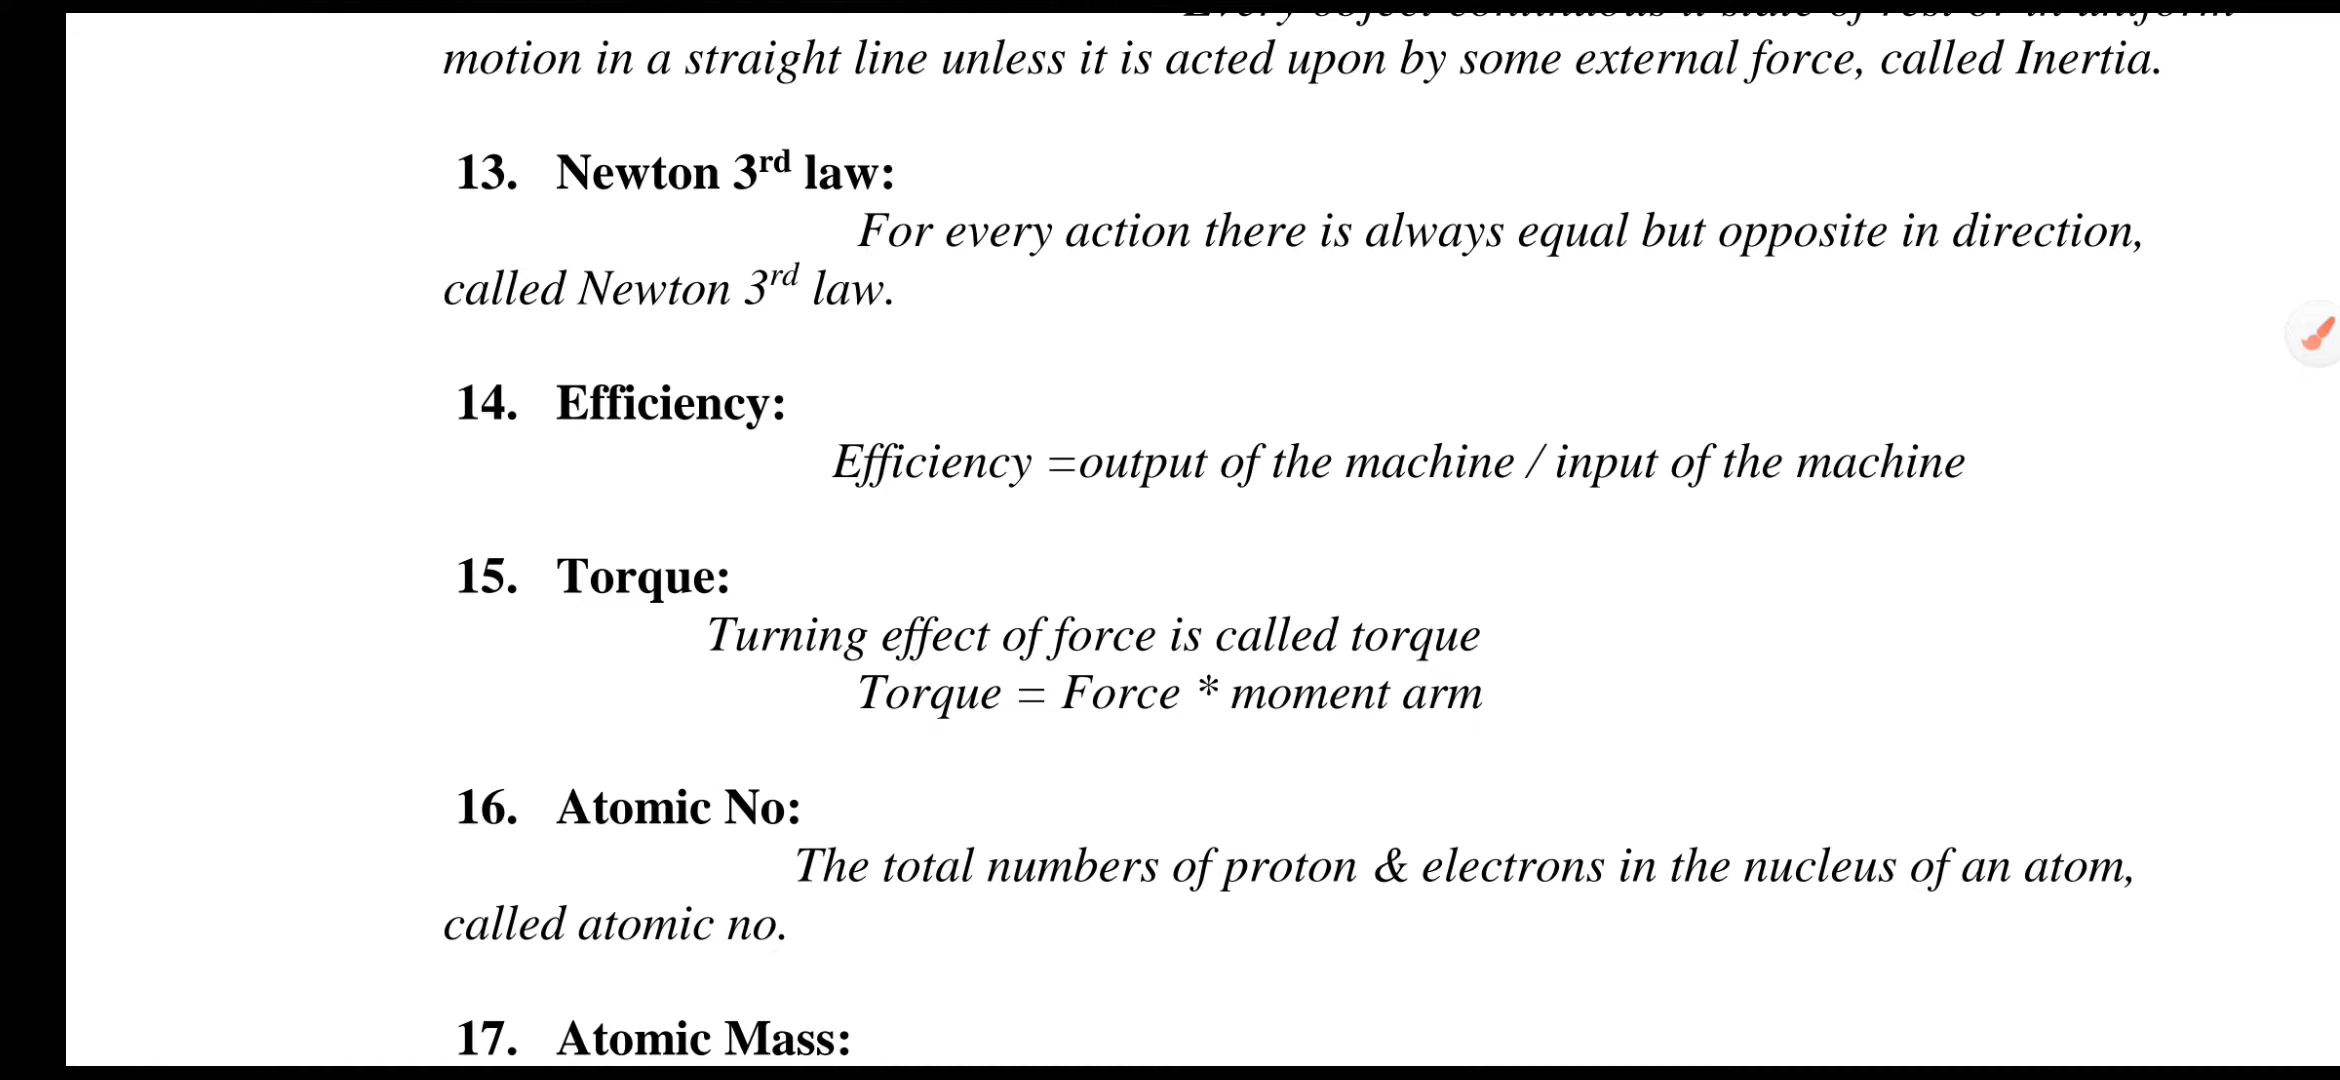 motion in a straight line unless it is acted upon by some external force, called Inertia.
13. Newton 3rd law:
For every action there is always equal but opposite in direction,
called Newton 3rd law.
14. Efficiency:
Efficiency =output of the machine / input of the machine
15. Torque:
Turning effect of force is called torque
Torque = Force * moment arm
16. Atomic No:
The total numbers of proton & electrons in the nucleus of an atom,
called atomic no.
17. Atomic Mass: